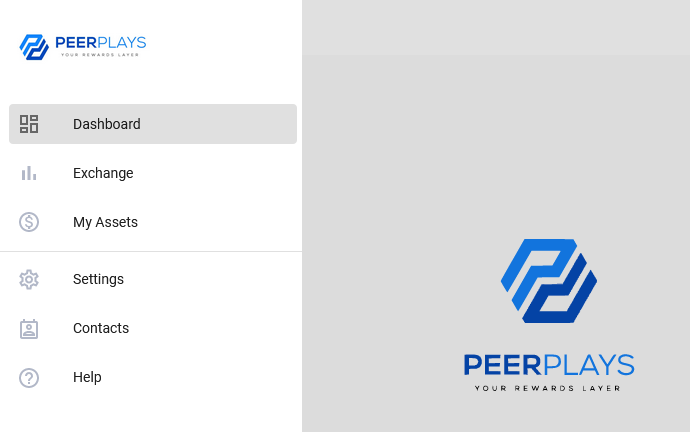 PEERPLAYS
YOUR REWARDS LAYER
Dashboard
Exchange
My Assets
Settings
Contacts
Help
PEERPLAYS
YOUR REWARDS LAYER